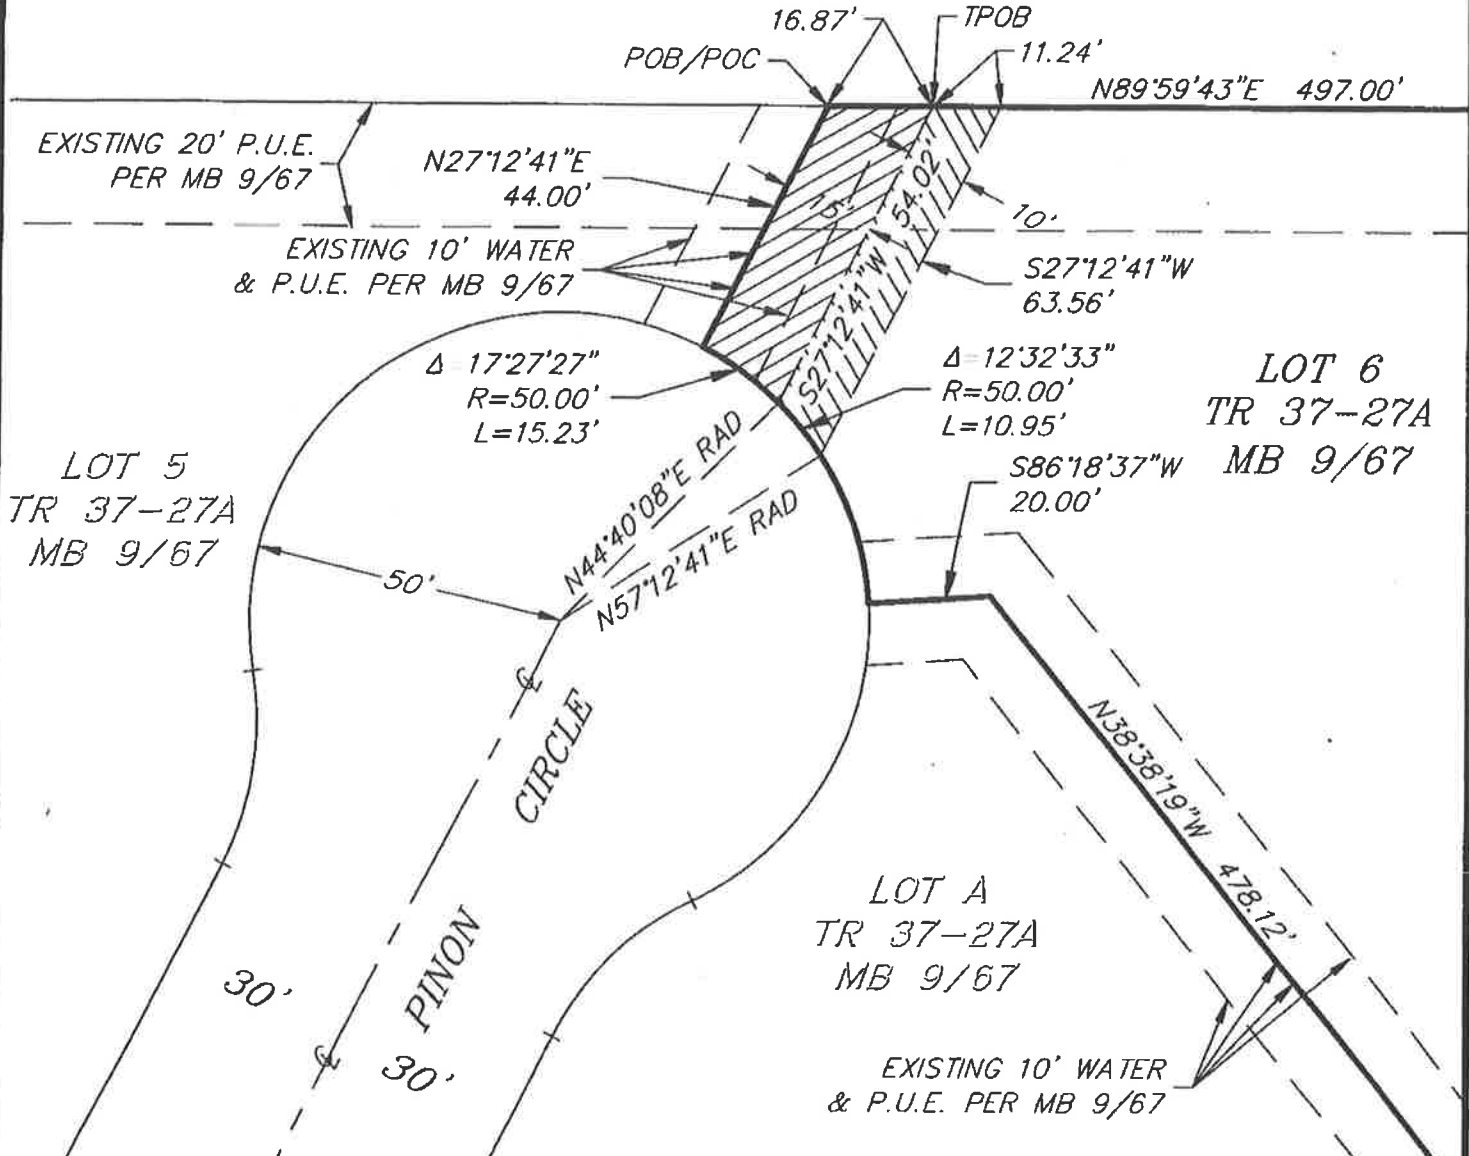 16.87'
TPOB
POB/POC
11.24'
N89°59'43"E 497.00'
EXISTING 20' P.U.E.
PER MB 9/67
N27°12'41"E
44.00'
15'
S27°12'41"W 54.02'
10'
EXISTING 10' WATER
& P.U.E. PER MB 9/67
S27°12'41"W
63.56'
Δ 17°27'27"
R=50.00'
L=15.23'
Δ=12°32'33"
R=50.00'
L=10.95'
LOT 6
TR 37-27A
MB 9/67
LOT 5
TR 37-27A
MB 9/67
N44°40'08"E RAD
N57°12'41"E RAD
S86°18'37"W
20.00'
50'
℄
PINON CIRCLE
N38°38'19"W 478.12'
LOT A
TR 37-27A
MB 9/67
30'
℄
30'
EXISTING 10' WATER
& P.U.E. PER MB 9/67